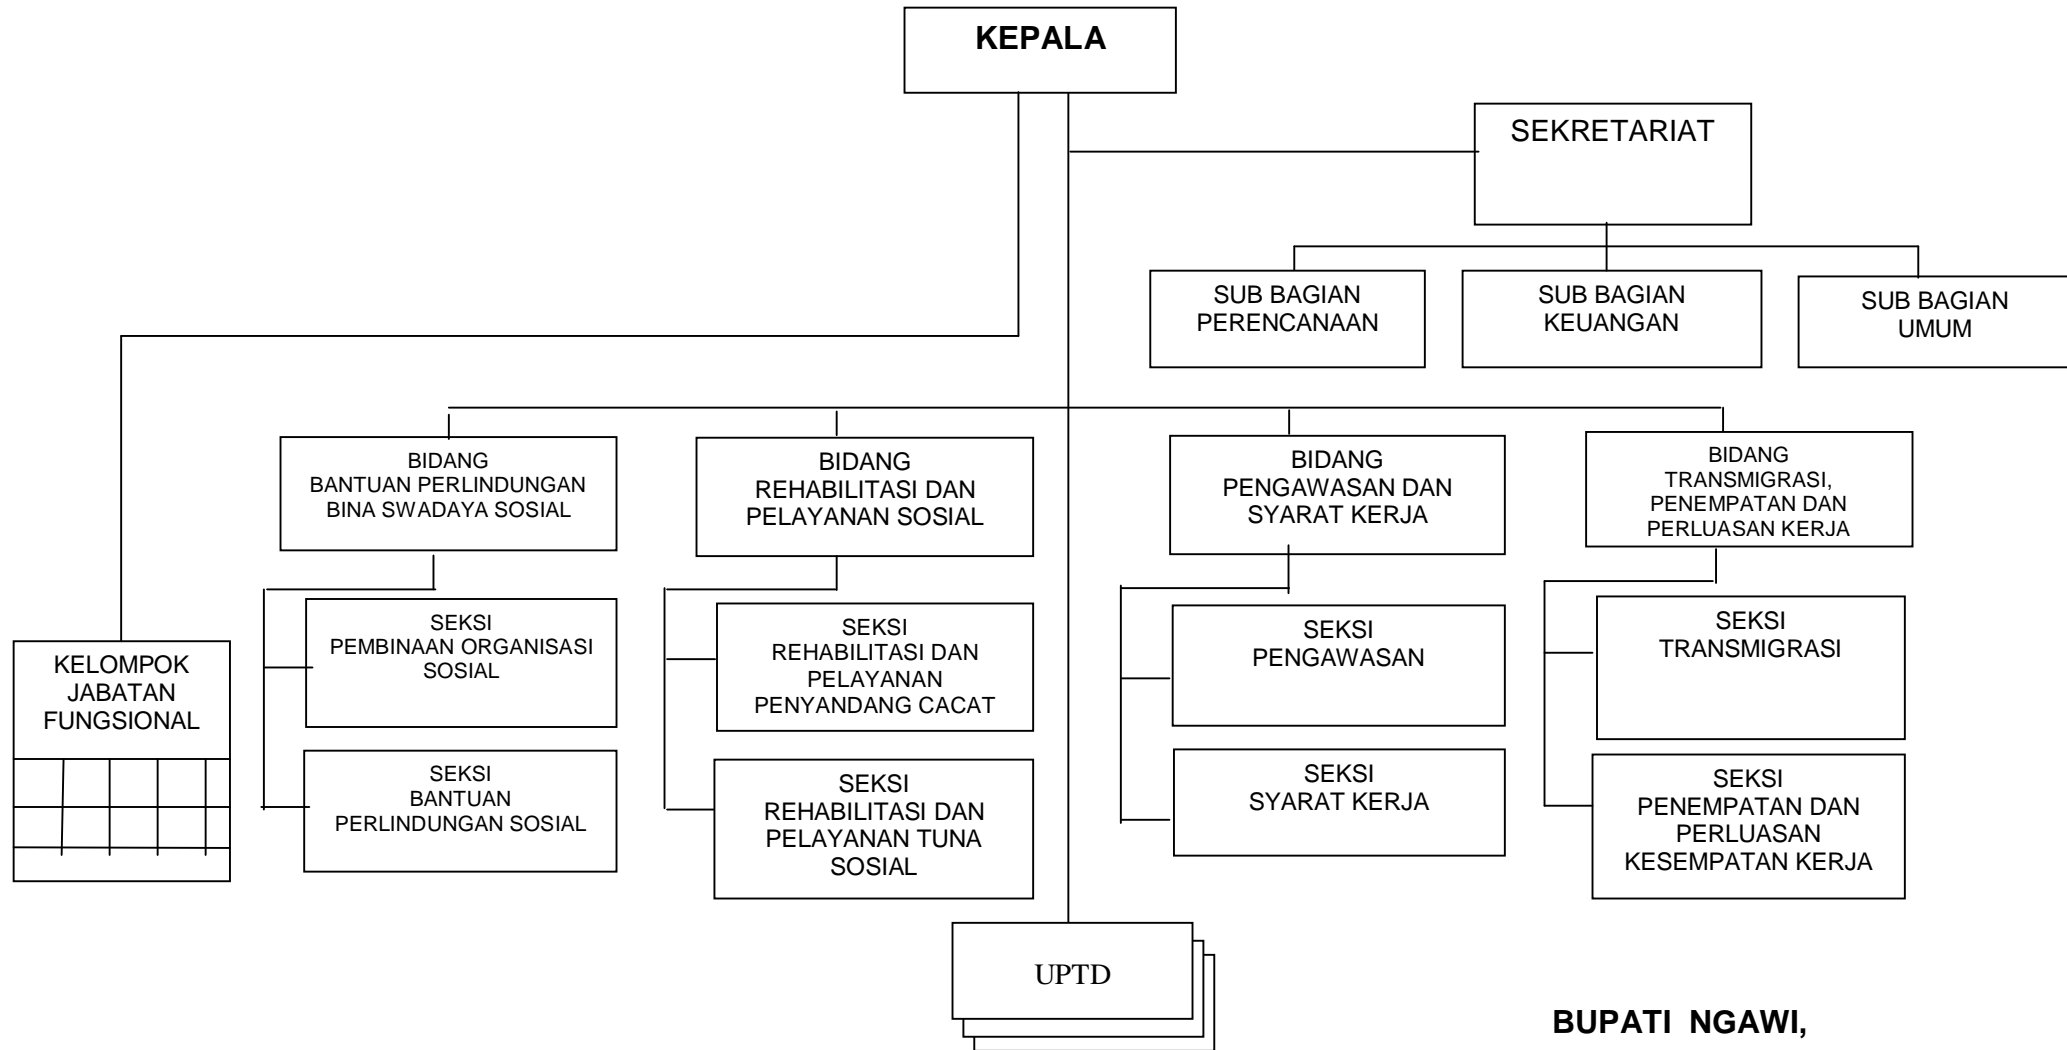 KEPALA
SEKRETARIAT
SUB BAGIAN
PERENCANAAN
SUB BAGIAN
KEUANGAN
SUB BAGIAN
UMUM
BIDANG
BANTUAN PERLINDUNGAN
BINA SWADAYA SOSIAL
BIDANG
REHABILITASI DAN
PELAYANAN SOSIAL
BIDANG
PENGAWASAN DAN
SYARAT KERJA
BIDANG
TRANSMIGRASI,
PENEMPATAN DAN
PERLUASAN KERJA
KELOMPOK
JABATAN
FUNGSIONAL
SEKSI
PEMBINAAN ORGANISASI
SOSIAL
SEKSI
REHABILITASI DAN
PELAYANAN
PENYANDANG CACAT
SEKSI
PENGAWASAN
SEKSI
TRANSMIGRASI
SEKSI
BANTUAN
PERLINDUNGAN SOSIAL
SEKSI
REHABILITASI DAN
PELAYANAN TUNA
SOSIAL
SEKSI
SYARAT KERJA
SEKSI
PENEMPATAN DAN
PERLUASAN
KESEMPATAN KERJA
UPTD
BUPATI NGAWI,